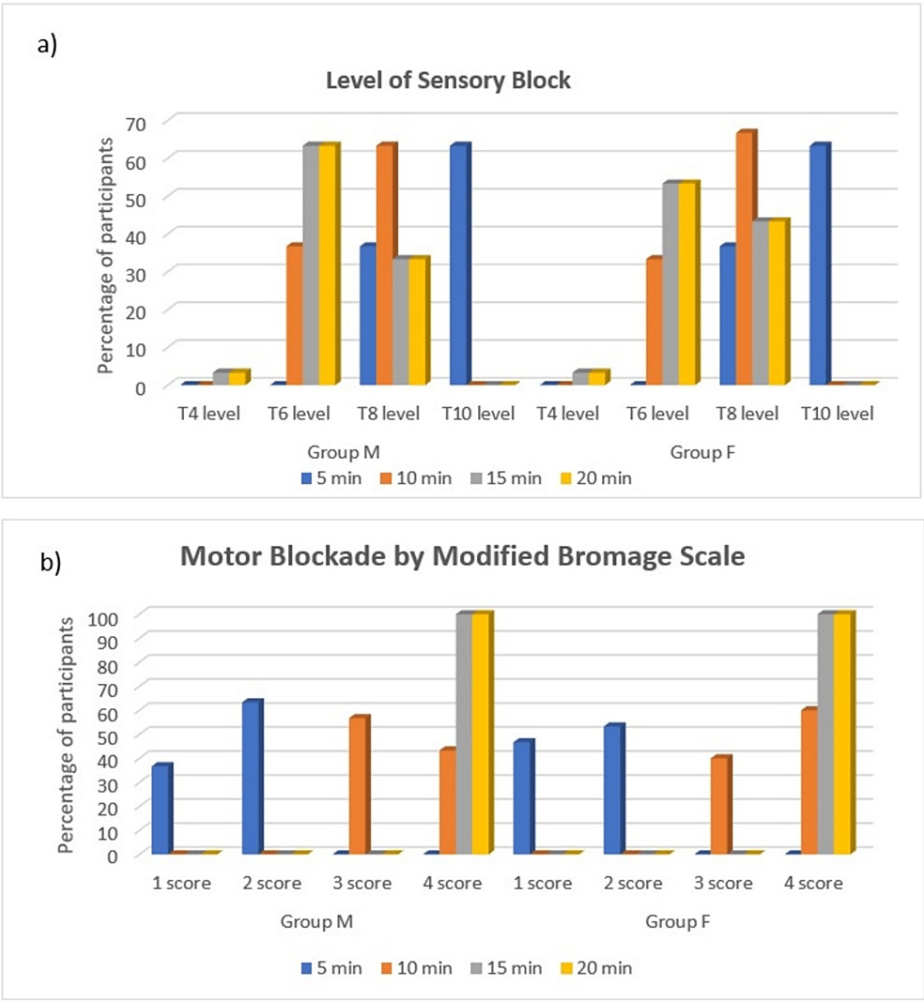 a)
Level of Sensory Block
Percentage of participants
70
60
50
40
30
20
10
0
T4 level T6 level T8 level T10 level T4 level T6 level T8 level T10 level
Group M Group F
5 min 10 min 15 min 20 min
b)
Motor Blockade by Modified Bromage Scale
Percentage of participants
100
90
80
70
60
50
40
30
20
10
0
1 score 2 score 3 score 4 score 1 score 2 score 3 score 4 score
Group M Group F
5 min 10 min 15 min 20 min